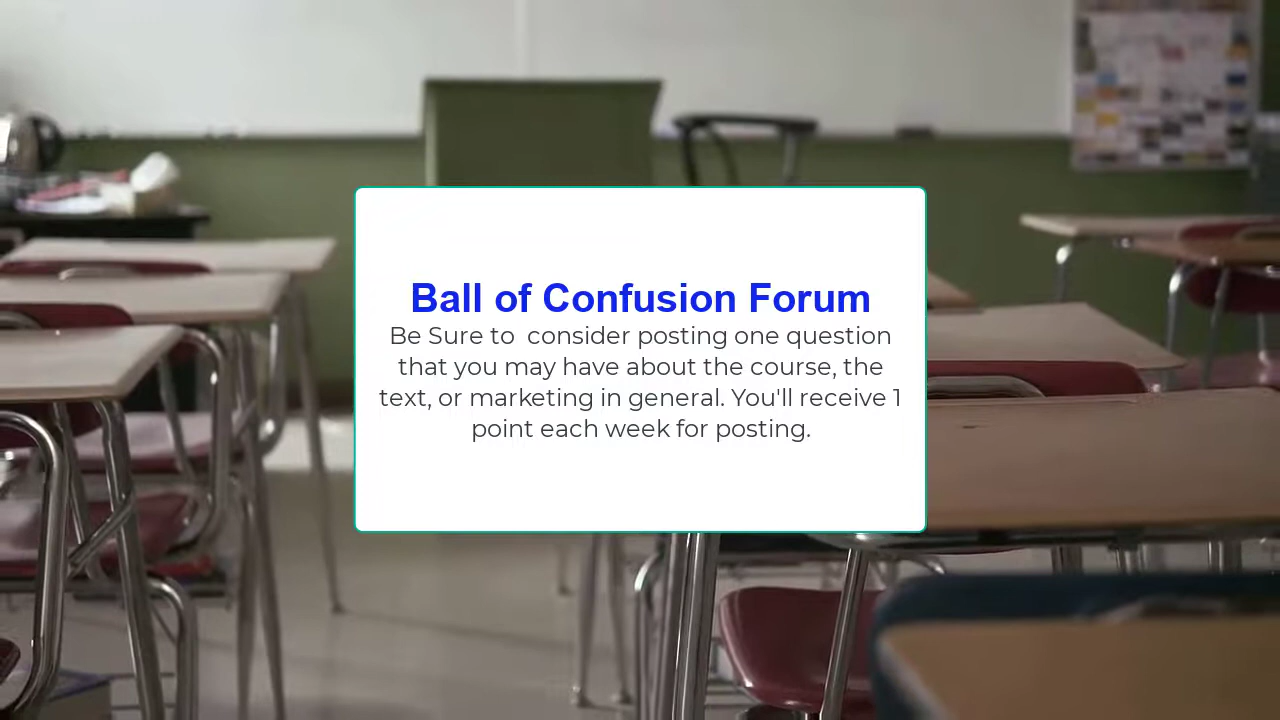 Ball of Confusion Forum
Be Sure to  consider posting one question
that you may have about the course, the
text, or marketing in general. You'll receive 1
point each week for posting.